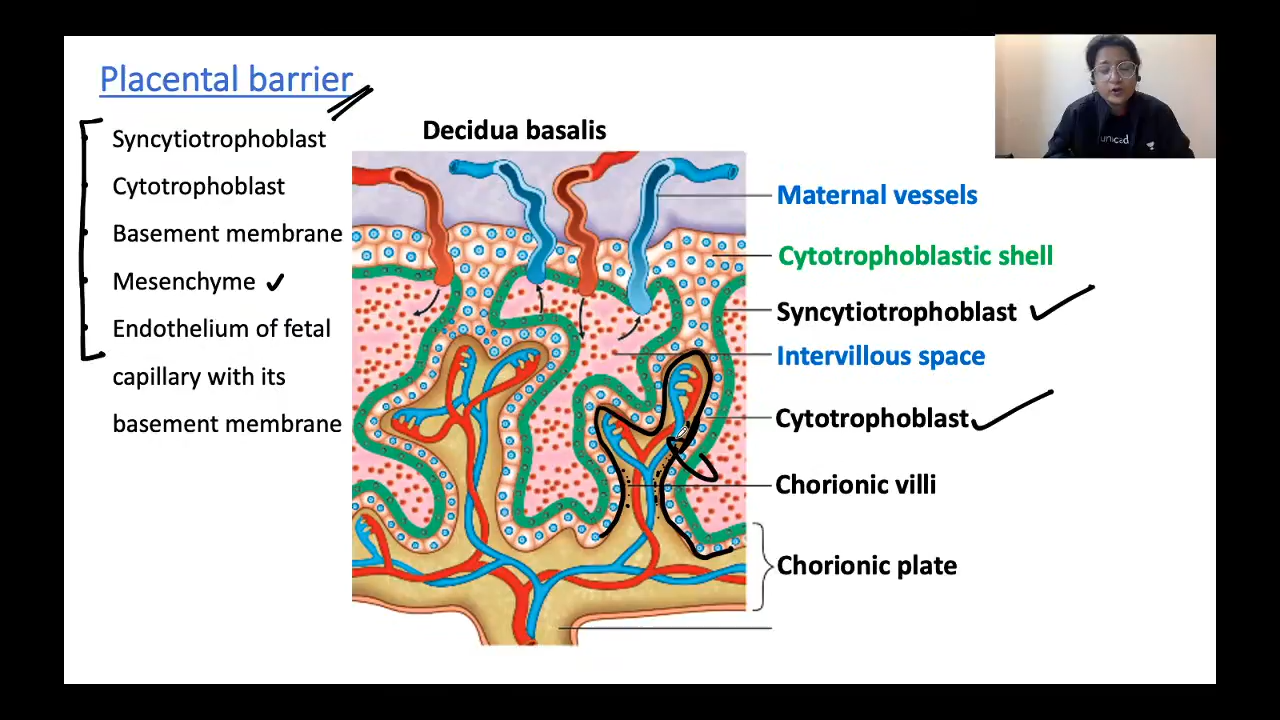 Placental barrier
Syncytiotrophoblast
Cytotrophoblast
Basement membrane
Mesenchyme
Endothelium of fetal
capillary with its
basement membrane
Decidua basalis
Maternal vessels
Cytotrophoblastic shell
Syncytiotrophoblast
Intervillous space
Cytotrophoblast
Chorionic villi
Chorionic plate